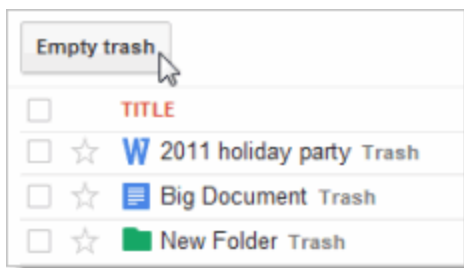 Empty trash
TITLE
2011 holiday party Trash
Big Document Trash
New Folder Trash